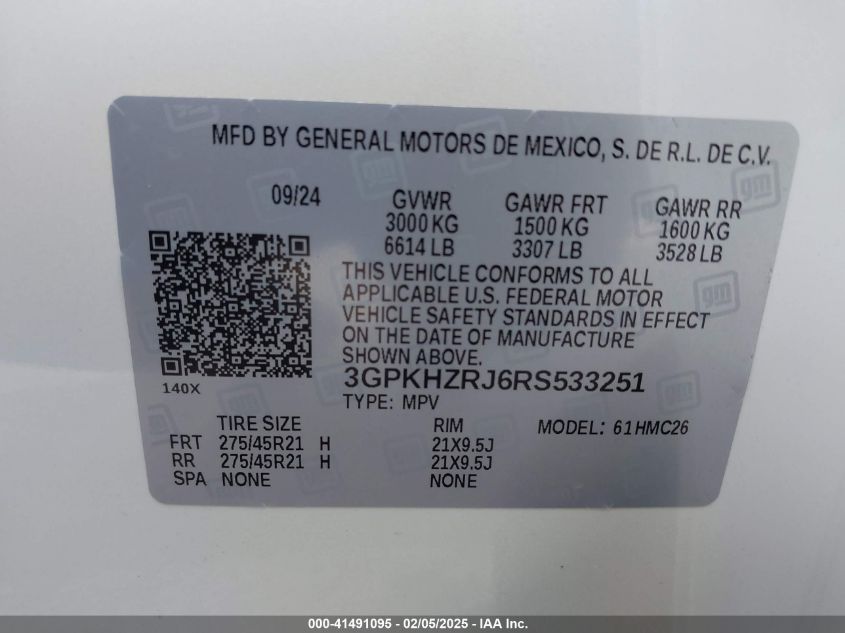 MFD BY GENERAL MOTORS DE MEXICO, S. DE R.L. DE C.V.
09/24 GVWR GAWR FRT GAWR RR
3000 KG 1500 KG 1600 KG
6614 LB 3307 LB 3528 LB
THIS VEHICLE CONFORMS TO ALL
APPLICABLE U.S. FEDERAL MOTOR
VEHICLE SAFETY STANDARDS IN EFFECT
ON THE DATE OF MANUFACTURE
SHOWN ABOVE.
140X
3GPKHZRJ6RS533251
TYPE: MPV
TIRE SIZE RIM MODEL: 61HMC26
FRT 275/45R21 H 21X9.5J
RR 275/45R21 H 21X9.5J
SPA NONE NONE
gm
gm
000-41491095 - 02/05/2025 - IAA Inc.